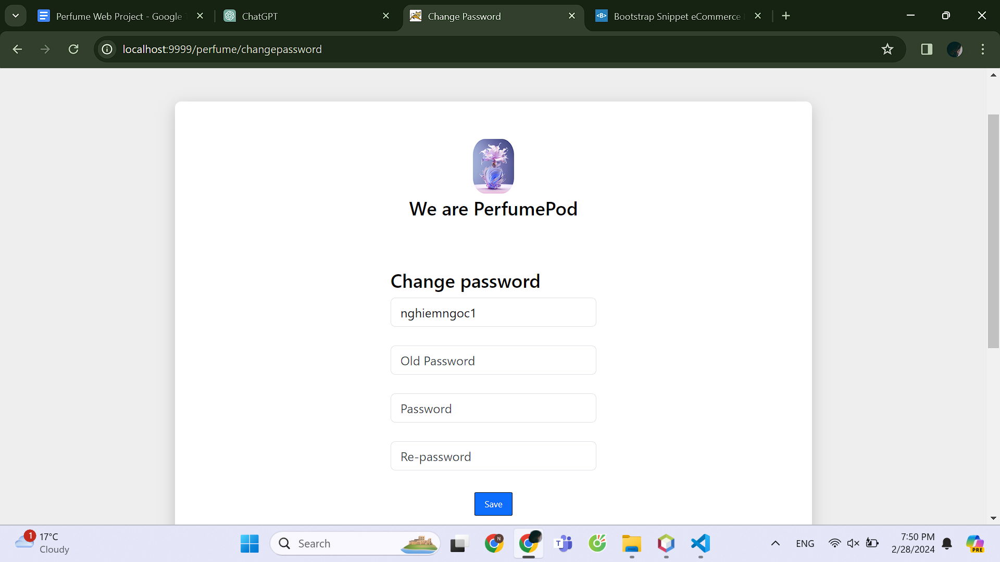 Perfume Web Project - Google
ChatGPT
Change Password
Bootstrap Snippet eCommerce
localhost:9999/perfume/changepassword
We are PerfumePod
Change password
nghiemngoc1
Old Password
Password
Re-password
Save
1
17°C
Cloudy
Search
N
T
ENG
7:50 PM
2/28/2024
PRE